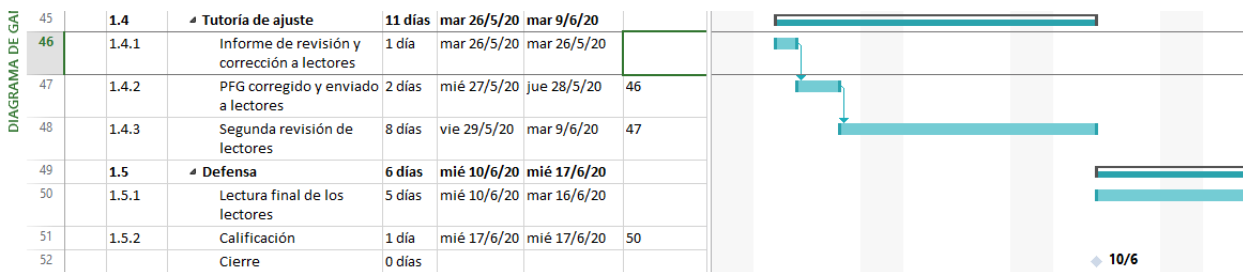 DIAGRAMA DE GAI
45 1.4 Tutoría de ajuste 11 días mar 26/5/20 mar 9/6/20
46 1.4.1 Informe de revisión y 1 día mar 26/5/20 mar 26/5/20
corrección a lectores
47 1.4.2 PFG corregido y enviado 2 días mié 27/5/20 jue 28/5/20 46
a lectores
48 1.4.3 Segunda revisión de 8 días vie 29/5/20 mar 9/6/20 47
lectores
49 1.5 Defensa 6 días mié 10/6/20 mié 17/6/20
50 1.5.1 Lectura final de los 5 días mié 10/6/20 mar 16/6/20
lectores
51 1.5.2 Calificación 1 día mié 17/6/20 mié 17/6/20 50
52 Cierre 0 días 10/6